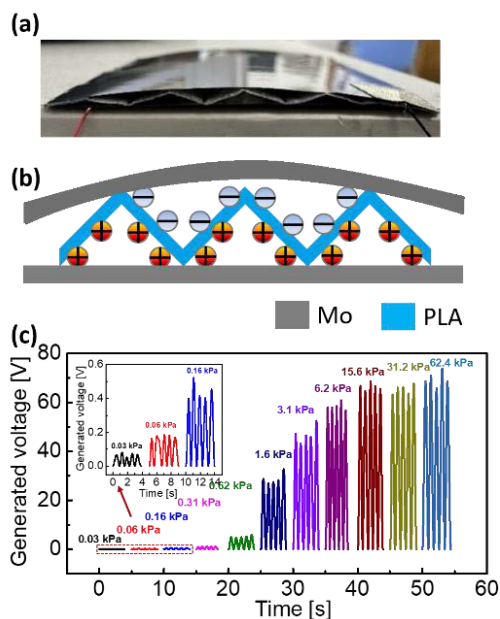 (a)
(b)
Mo
PLA
(c)
Generated voltage [V]
80
60
40
20
0
0
10
20
30
40
50
60
Time [s]
0.03 kPa
0.06 kPa
0.16 kPa
0.31 kPa
0.62 kPa
1.6 kPa
3.1 kPa
6.2 kPa
15.6 kPa
31.2 kPa
62.4 kPa
Generated voltage [V]
0.6
0.4
0.2
0.0
0 2 4 6 8 10 12 14
Time [s]
0.03 kPa
0.06 kPa
0.16 kPa